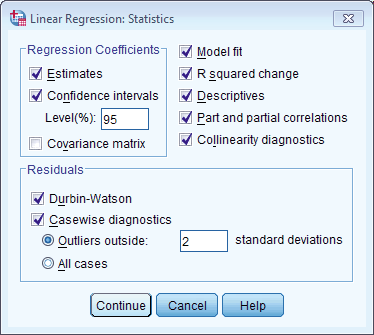 Linear Regression: Statistics
Regression Coefficients
Estimates
Confidence intervals
Level(%): 95
Covariance matrix
Model fit
R squared change
Descriptives
Part and partial correlations
Collinearity diagnostics
Residuals
Durbin-Watson
Casewise diagnostics
Outliers outside: 2 standard deviations
All cases
Continue Cancel Help